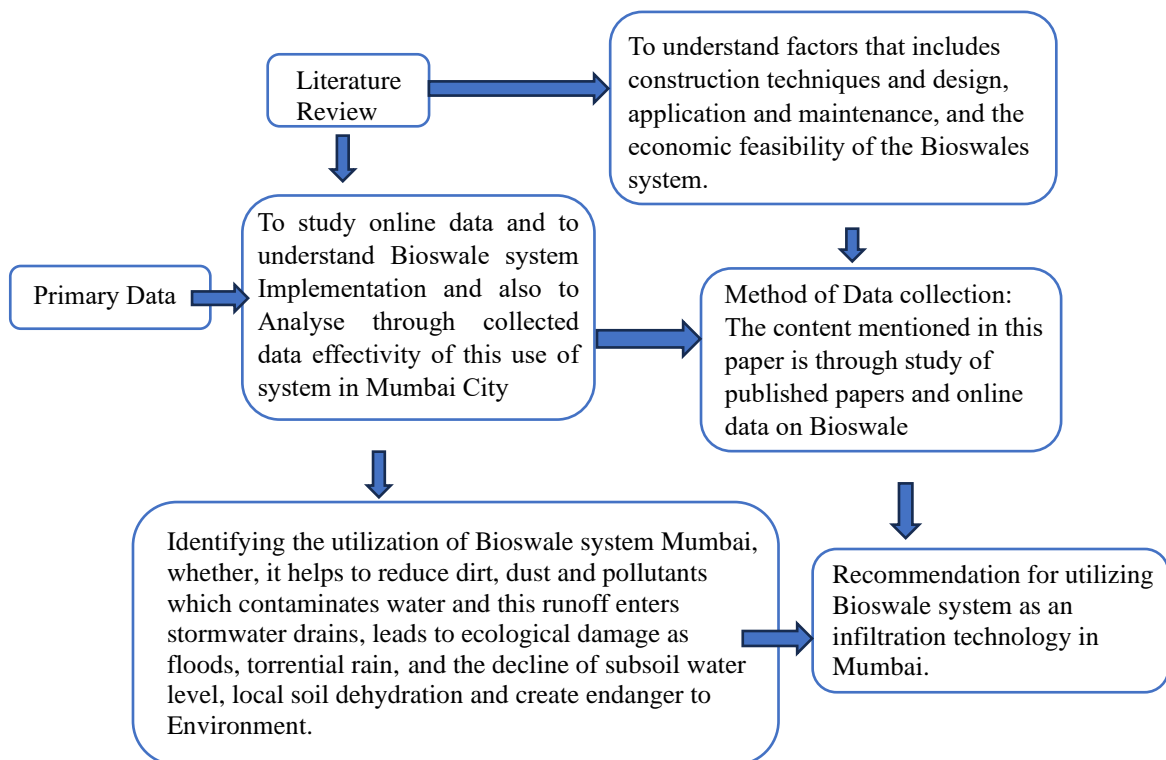 Literature
Review
To understand factors that includes
construction techniques and design,
application and maintenance, and the
economic feasibility of the Bioswales
system.
Primary Data
To study online data and to
understand Bioswale system
Implementation and also to
Analyse through collected
data effectivity of this use of
system in Mumbai City
Method of Data collection:
The content mentioned in this
paper is through study of
published papers and online
data on Bioswale
Identifying the utilization of Bioswale system Mumbai,
whether, it helps to reduce dirt, dust and pollutants
which contaminates water and this runoff enters
stormwater drains, leads to ecological damage as
floods, torrential rain, and the decline of subsoil water
level, local soil dehydration and create endanger to
Environment.
Recommendation for utilizing
Bioswale system as an
infiltration technology in
Mumbai.